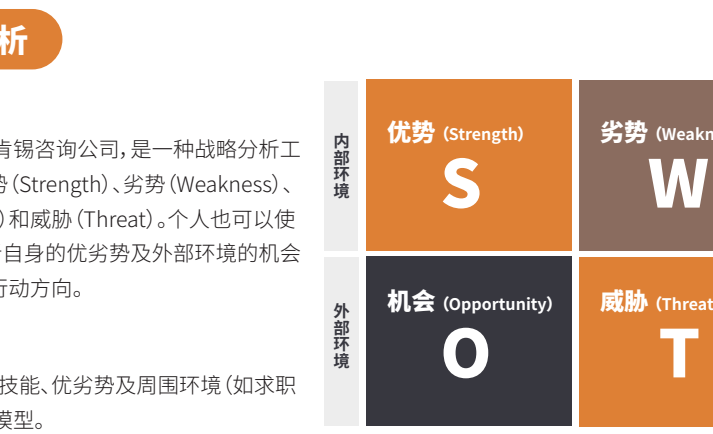 析
肯锡咨询公司，是一种战略分析工
（Strength）、劣势（Weakness）、
）和威胁（Threat）。个人也可以使
自身的优劣势及外部环境的机会
行动方向。
技能、优劣势及周围环境（如求职
模型。
内部环境
优势（Strength）
S
劣势（Weakn
W
外部环境
机会（Opportunity）
O
威胁（Threat
T